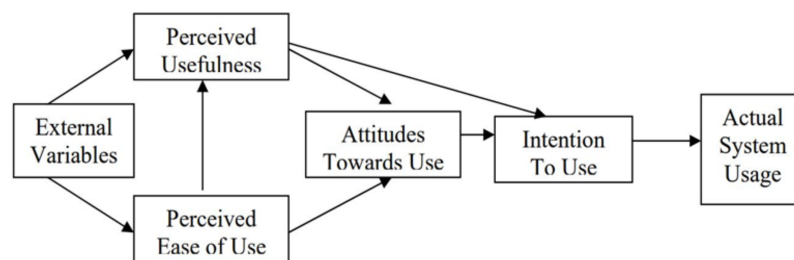 Perceived
Usefulness
External
Variables
Attitudes
Towards Use
Intention
To Use
Actual
System
Usage
Perceived
Ease of Use